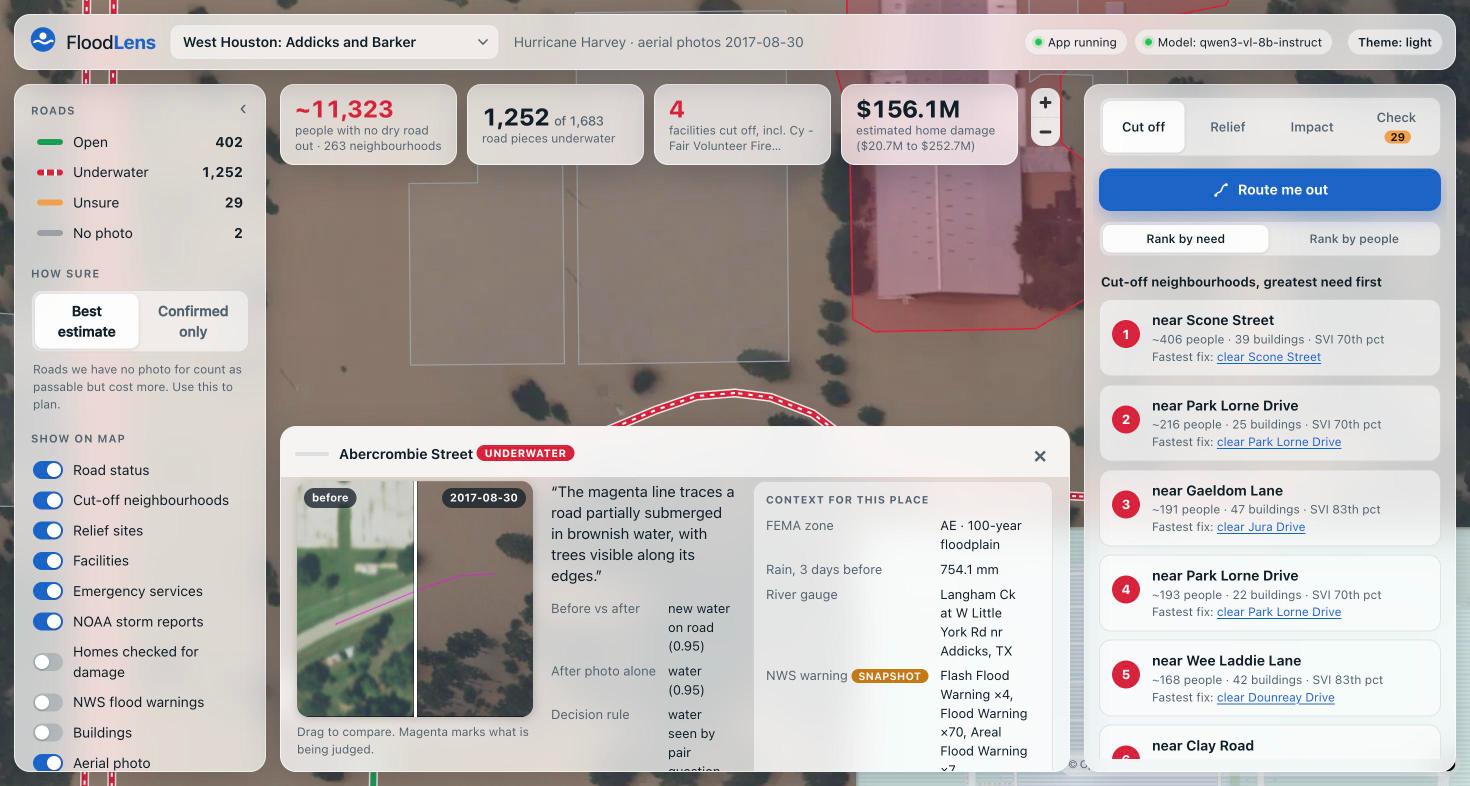 FloodLens
West Houston: Addicks and Barker
Hurricane Harvey · aerial photos 2017-08-30
App running
Model: qwen3-vl-8b-instruct
Theme: light
ROADS
Open 402
Underwater 1,252
Unsure 29
No photo 2
HOW SURE
Best
estimate
Confirmed
only
Roads we have no photo for count as
passable but cost more. Use this to
plan.
SHOW ON MAP
Road status
Cut-off neighbourhoods
Relief sites
Facilities
Emergency services
NOAA storm reports
Homes checked for
damage
NWS flood warnings
Buildings
Aerial photo
~11,323
people with no dry road
out · 263 neighbourhoods
1,252 of 1,683
road pieces underwater
4
facilities cut off, incl. Cy -
Fair Volunteer Fire...
$156.1M
estimated home damage
($20.7M to $252.7M)
+
−
Abercrombie Street UNDERWATER
×
before
2017-08-30
Drag to compare. Magenta marks what is
being judged.
“The magenta line traces a
road partially submerged
in brownish water, with
trees visible along its
edges.”
Before vs after
new water
on road
(0.95)
After photo alone
water
(0.95)
Decision rule
water
seen by
pair
question
CONTEXT FOR THIS PLACE
FEMA zone
AE · 100-year
floodplain
Rain, 3 days before
754.1 mm
River gauge
Langham Ck
at W Little
York Rd nr
Addicks, TX
NWS warning SNAPSHOT
Flash Flood
Warning ×4,
Flood Warning
×70, Areal
Flood Warning
×7
Cut off
Relief
Impact
Check
29
Route me out
Rank by need
Rank by people
Cut-off neighbourhoods, greatest need first
1
near Scone Street
~406 people · 39 buildings · SVI 70th pct
Fastest fix: clear Scone Street
2
near Park Lorne Drive
~216 people · 25 buildings · SVI 70th pct
Fastest fix: clear Park Lorne Drive
3
near Gaeldom Lane
~191 people · 47 buildings · SVI 83th pct
Fastest fix: clear Jura Drive
4
near Park Lorne Drive
~193 people · 22 buildings · SVI 70th pct
Fastest fix: clear Park Lorne Drive
5
near Wee Laddie Lane
~168 people · 42 buildings · SVI 83th pct
Fastest fix: clear Dounreay Drive
6
near Clay Road